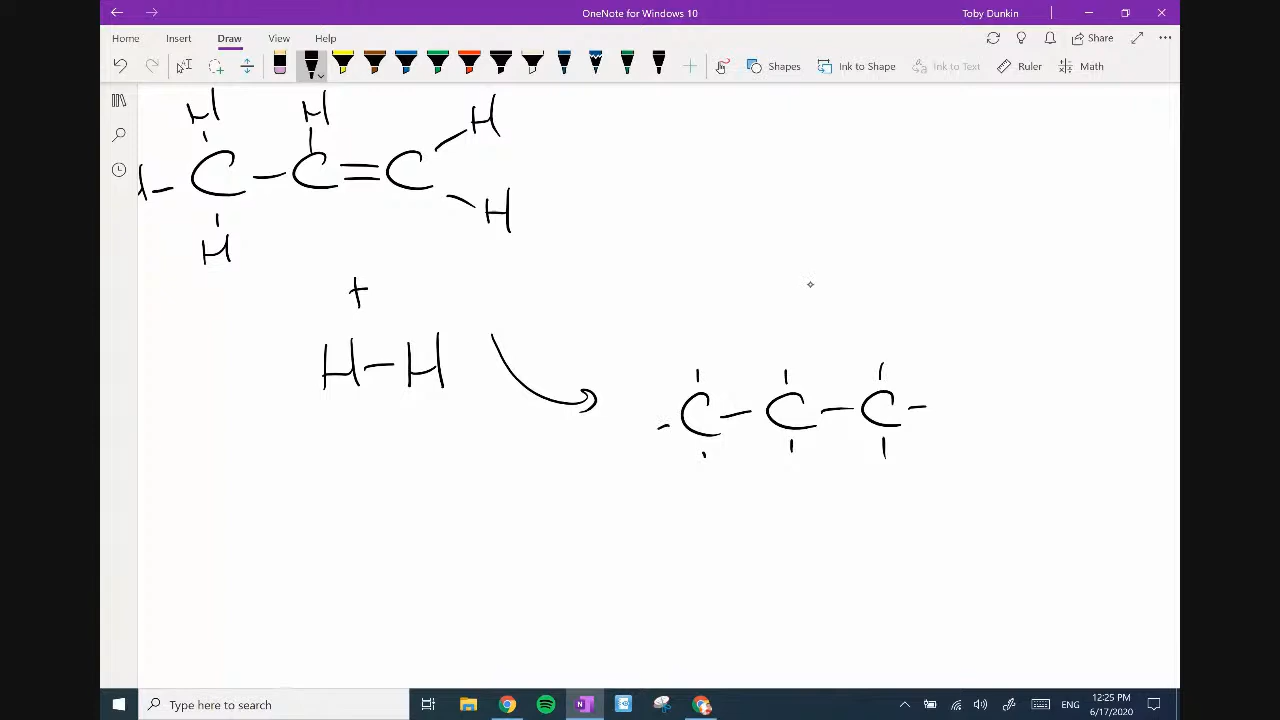 OneNote for Windows 10
Toby Dunkin
Home
Insert
Draw
View
Help
Share
Shapes
Ink to Shape
Ink to Text
Ruler
Math
H H H
C - C = C
H H
+
H-H
C - C - C
Type here to search
ENG
12:25 PM
6/17/2020